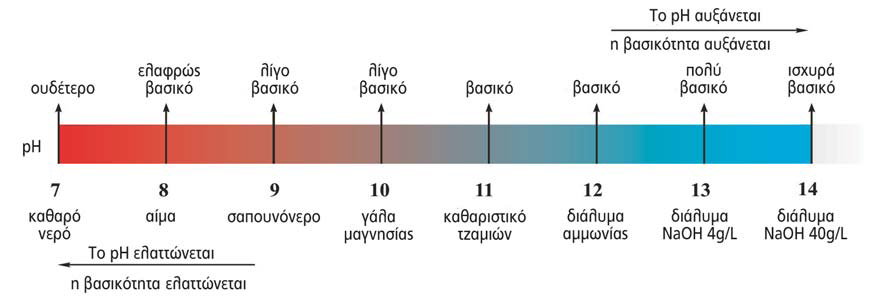 Το pH αυξάνεται
η βασικότητα αυξάνεται
ουδέτερο
ελαφρώς
βασικό
λίγο
βασικό
λίγο
βασικό
βασικό
βασικό
πολύ
βασικό
ισχυρά
βασικό
pH
7 8 9 10 11 12 13 14
καθαρό
νερό
αίμα
σαπουνόνερο
γάλα
μαγνησίας
καθαριστικό
τζαμιών
διάλυμα
αμμωνίας
διάλυμα
NaOH 4g/L
διάλυμα
NaOH 40g/L
Το pH ελαττώνεται
η βασικότητα ελαττώνεται